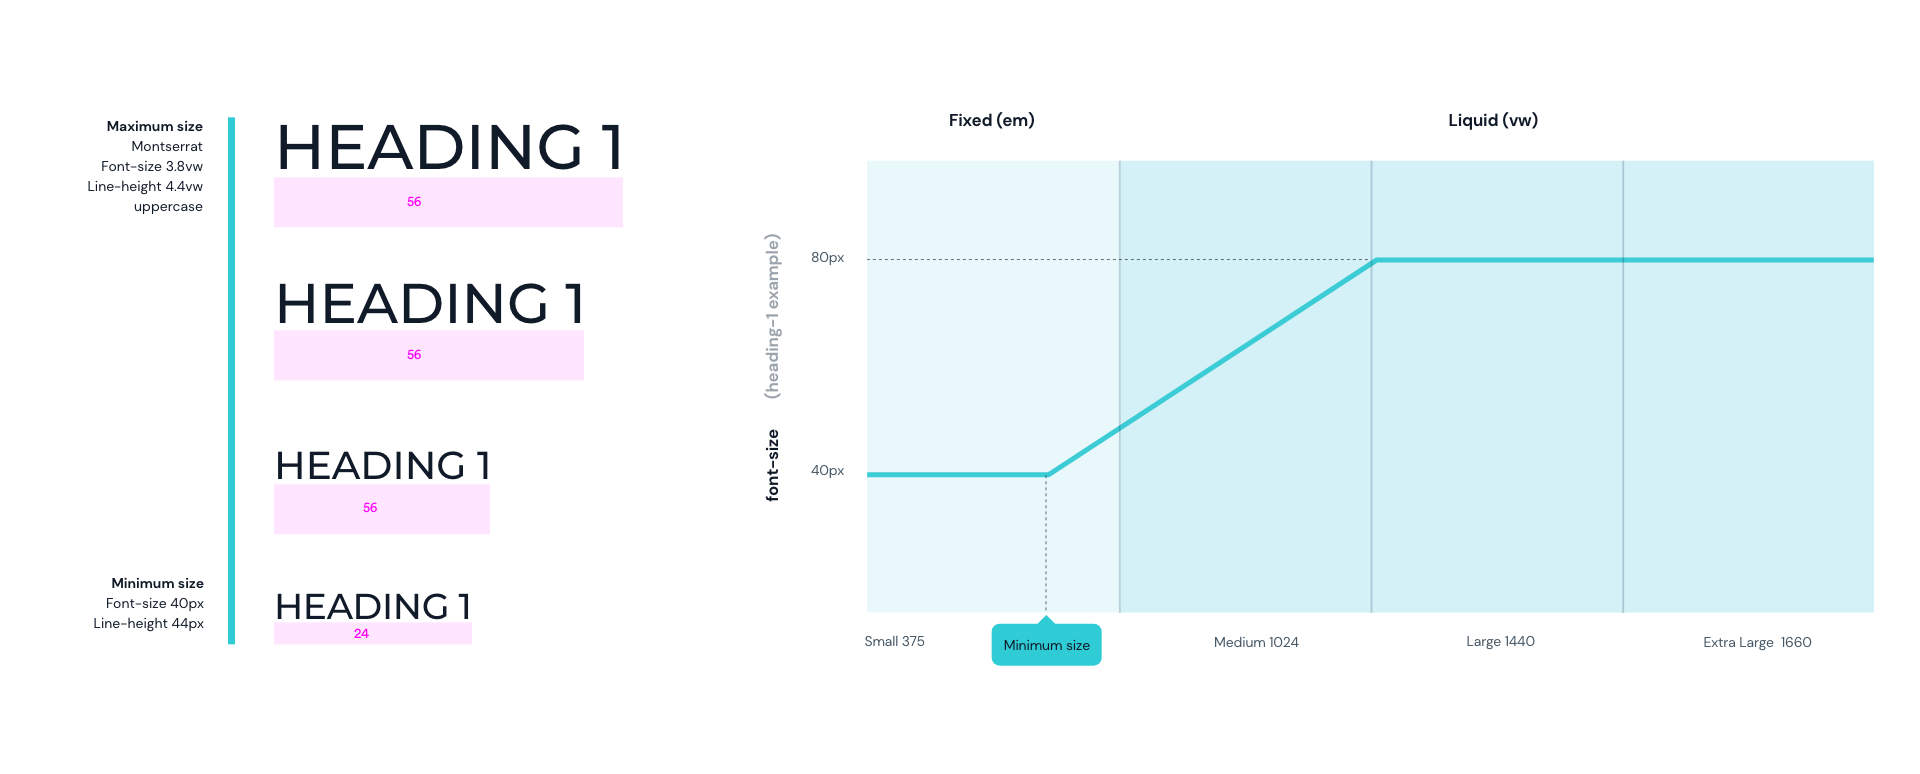 Maximum size
Montserrat
Font-size 3.8vw
Line-height 4.4vw
uppercase
HEADING 1
56
HEADING 1
56
HEADING 1
56
Minimum size
Font-size 40px
Line-height 44px
HEADING 1
24
Fixed (em)
Liquid (vw)
font-size (heading-1 example)
80px
40px
Small 375
Minimum size
Medium 1024
Large 1440
Extra Large 1660